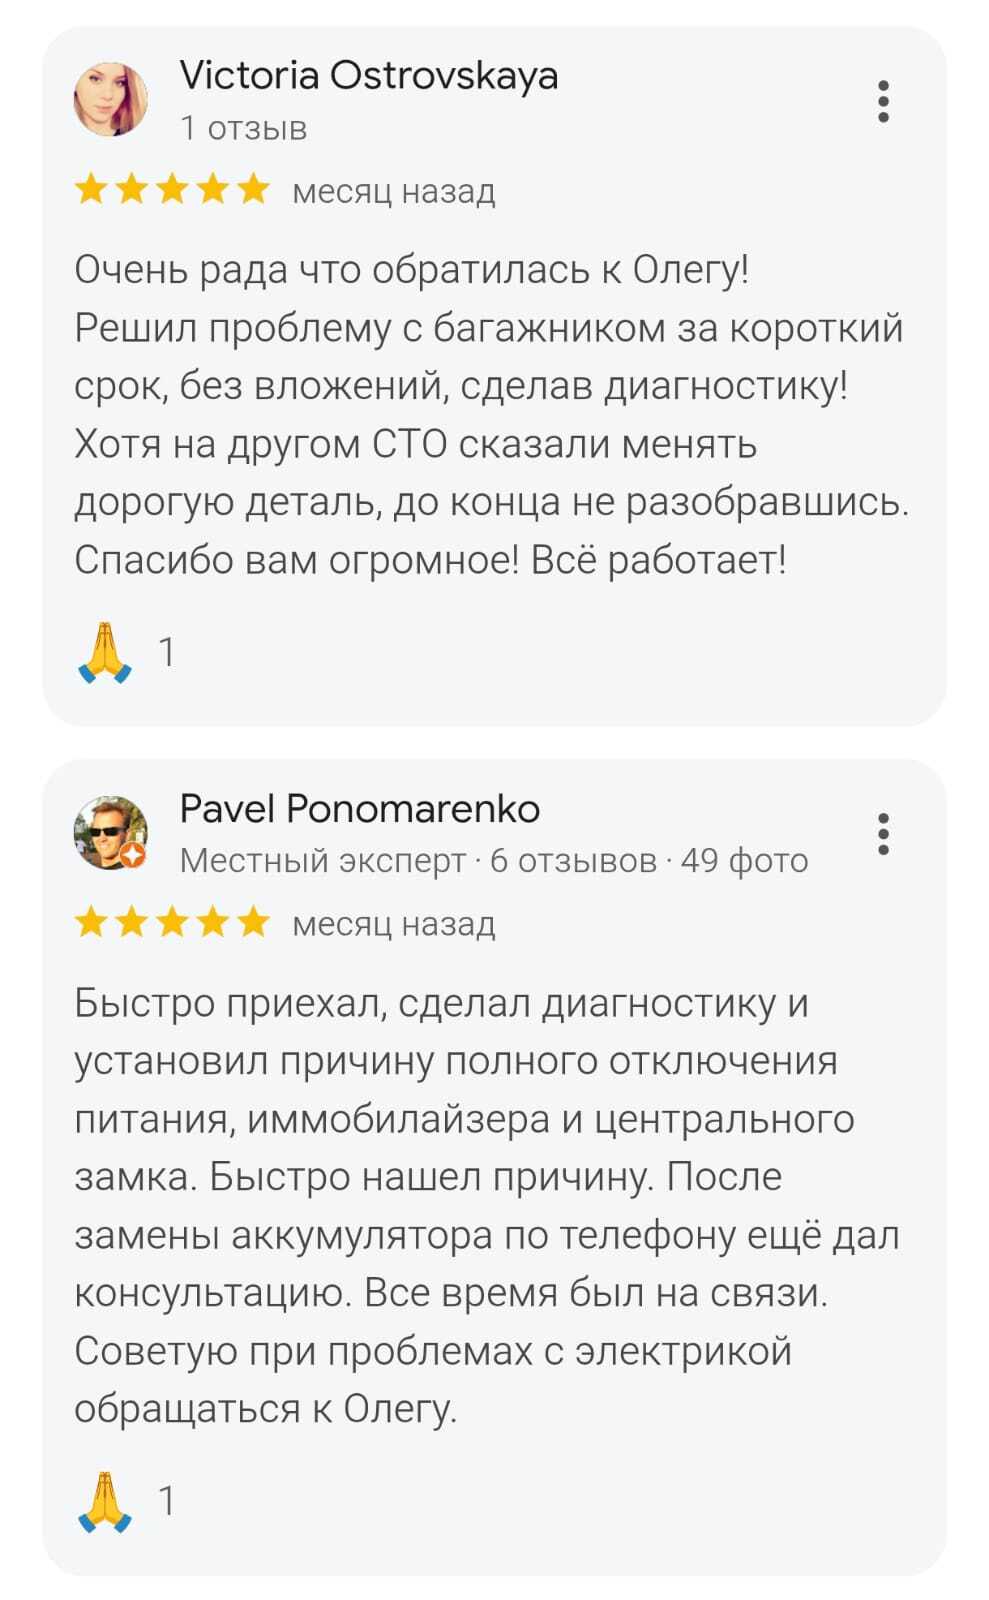 Victoria Ostrovskaya
1 отзыв
месяц назад
Очень рада что обратилась к Олегу!
Решил проблему с багажником за короткий
срок, без вложений, сделав диагностику!
Хотя на другом СТО сказали менять
дорогую деталь, до конца не разобравшись.
Спасибо вам огромное! Всё работает!
1
Pavel Ponomarenko
Местный эксперт · 6 отзывов · 49 фото
месяц назад
Быстро приехал, сделал диагностику и
установил причину полного отключения
питания, иммобилайзера и центрального
замка. Быстро нашел причину. После
замены аккумулятора по телефону ещё дал
консультацию. Все время был на связи.
Советую при проблемах с электрикой
обращаться к Олегу.
1